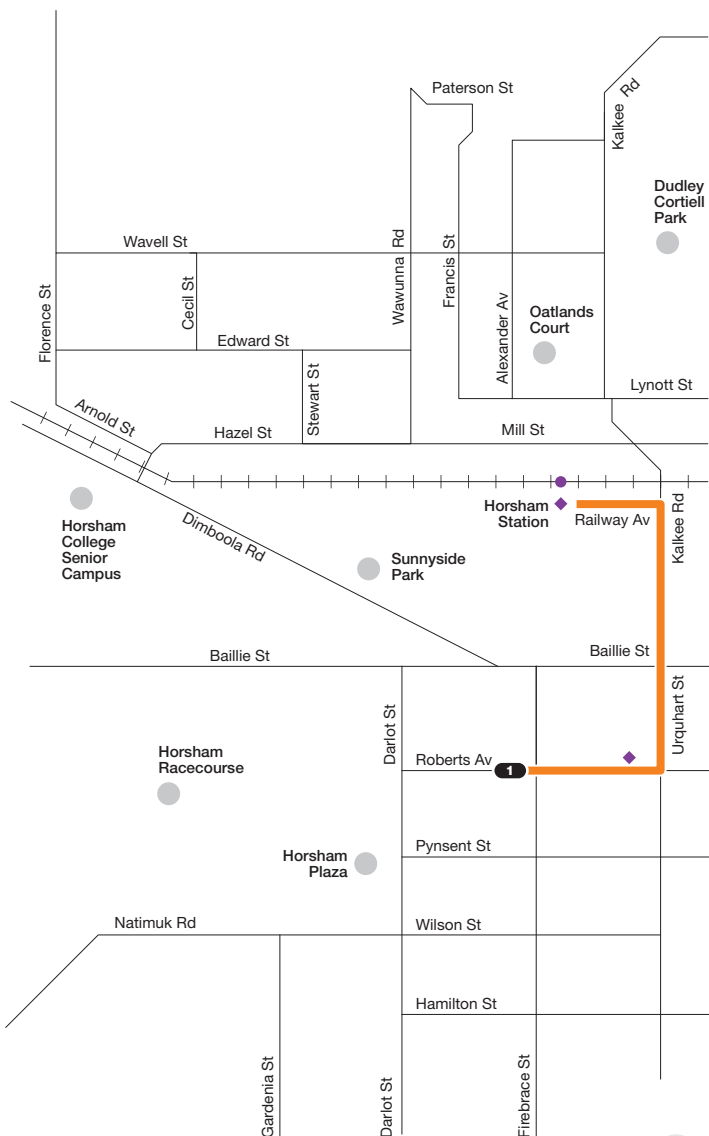 Paterson St
Kalkee Rd
Dudley
Cortiell
Park
Wavell St
Cecil St
Wawunna Rd
Francis St
Florence St
Alexander Av
Oatlands
Court
Edward St
Stewart St
Lynott St
Arnold St
Hazel St
Mill St
Horsham
College
Senior
Campus
Dimboola Rd
Horsham
Station
Railway Av
Kalkee Rd
Sunnyside
Park
Baillie St
Baillie St
Darlot St
Urquhart St
Horsham
Racecourse
Roberts Av
1
Pynsent St
Horsham
Plaza
Natimuk Rd
Wilson St
Hamilton St
Gardenia St
Darlot St
Firebrace St